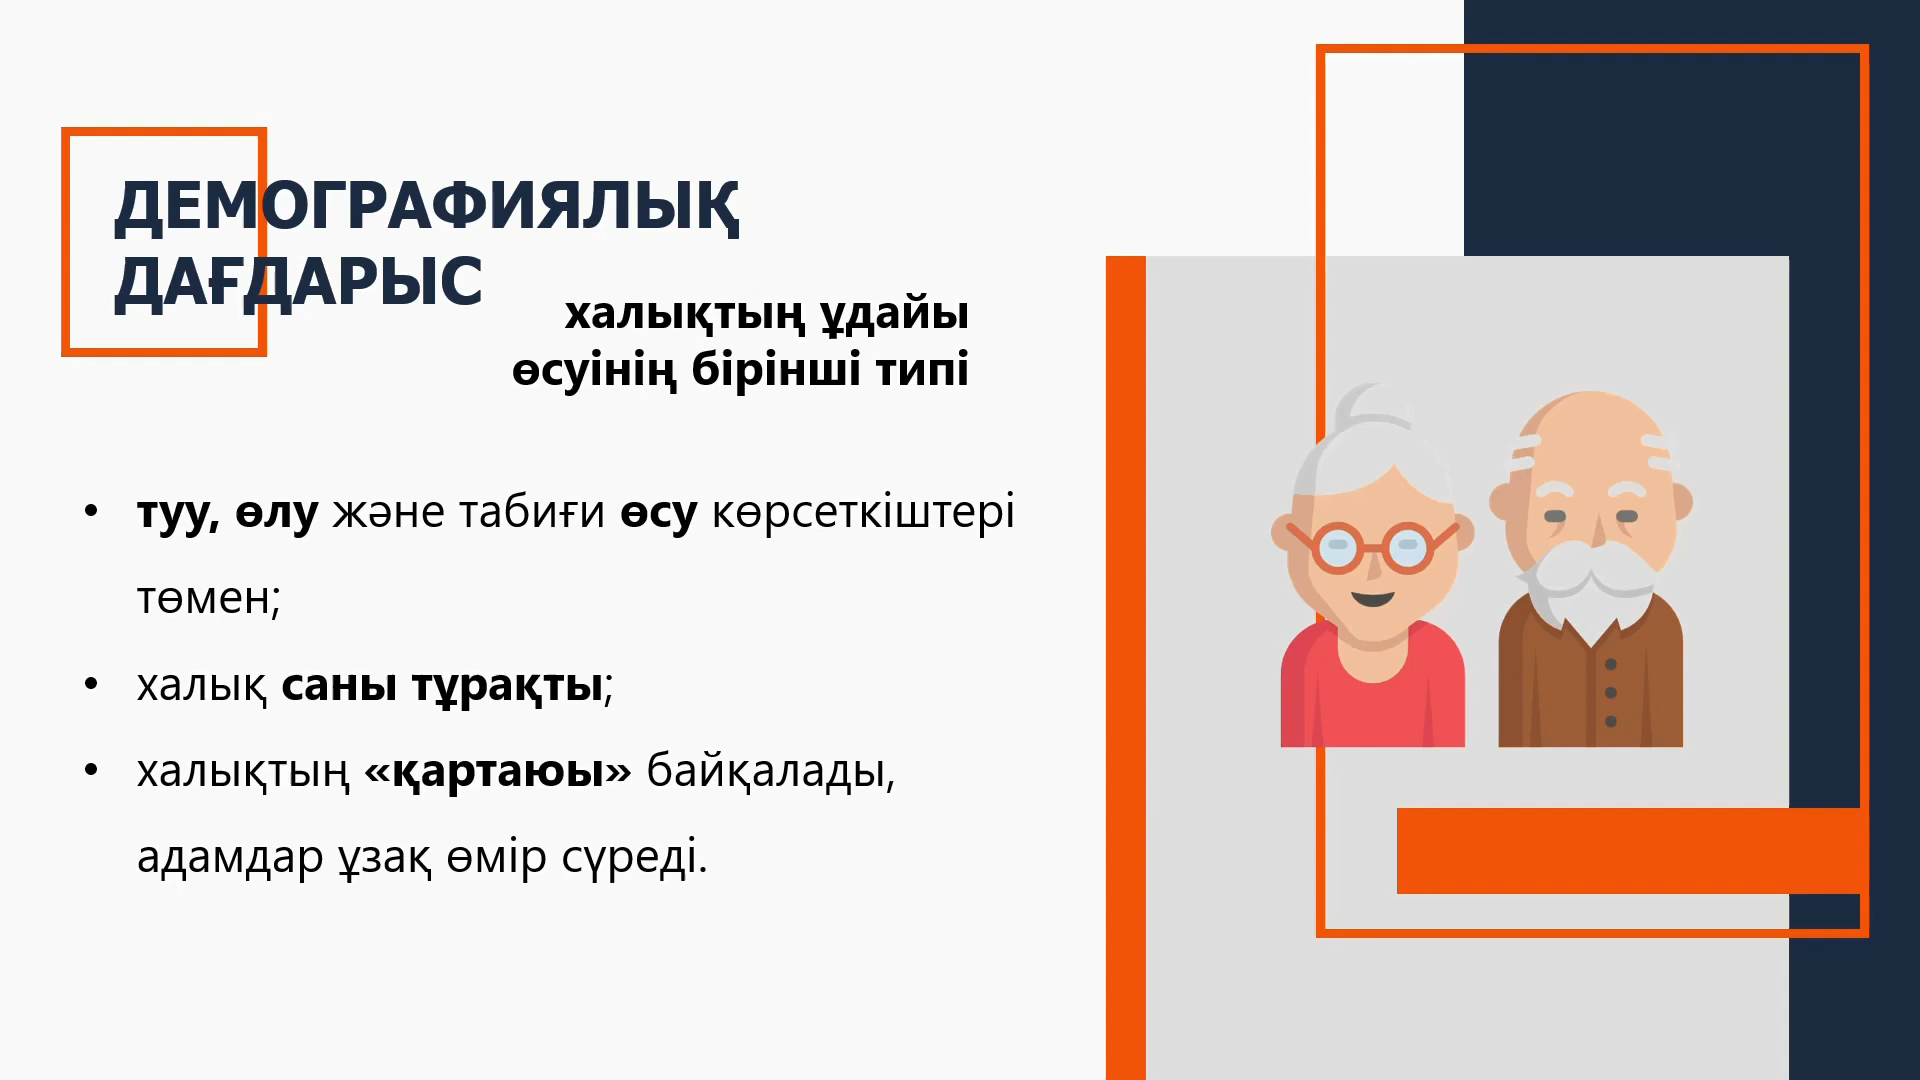 ДЕМОГРАФИЯЛЫҚ
ДАҒДАРЫС
халықтың ұдайы
өсуінің бірінші типі
• туу, өлу және табиғи өсу көрсеткіштері
төмен;
• халық саны тұрақты;
• халықтың «қартаюы» байқалады,
адамдар ұзақ өмір сүреді.